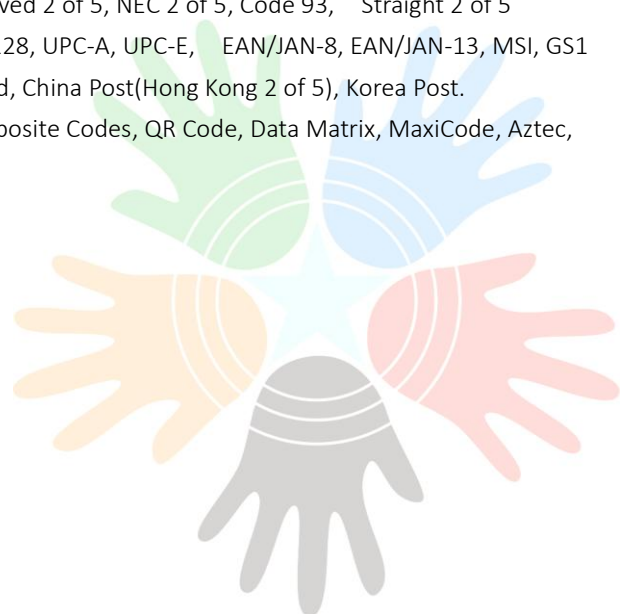 ved 2 of 5, NEC 2 of 5, Code 93, Straight 2 of 5
28, UPC-A, UPC-E, EAN/JAN-8, EAN/JAN-13, MSI, GS1
d, China Post(Hong Kong 2 of 5), Korea Post.
posite Codes, QR Code, Data Matrix, MaxiCode, Aztec,